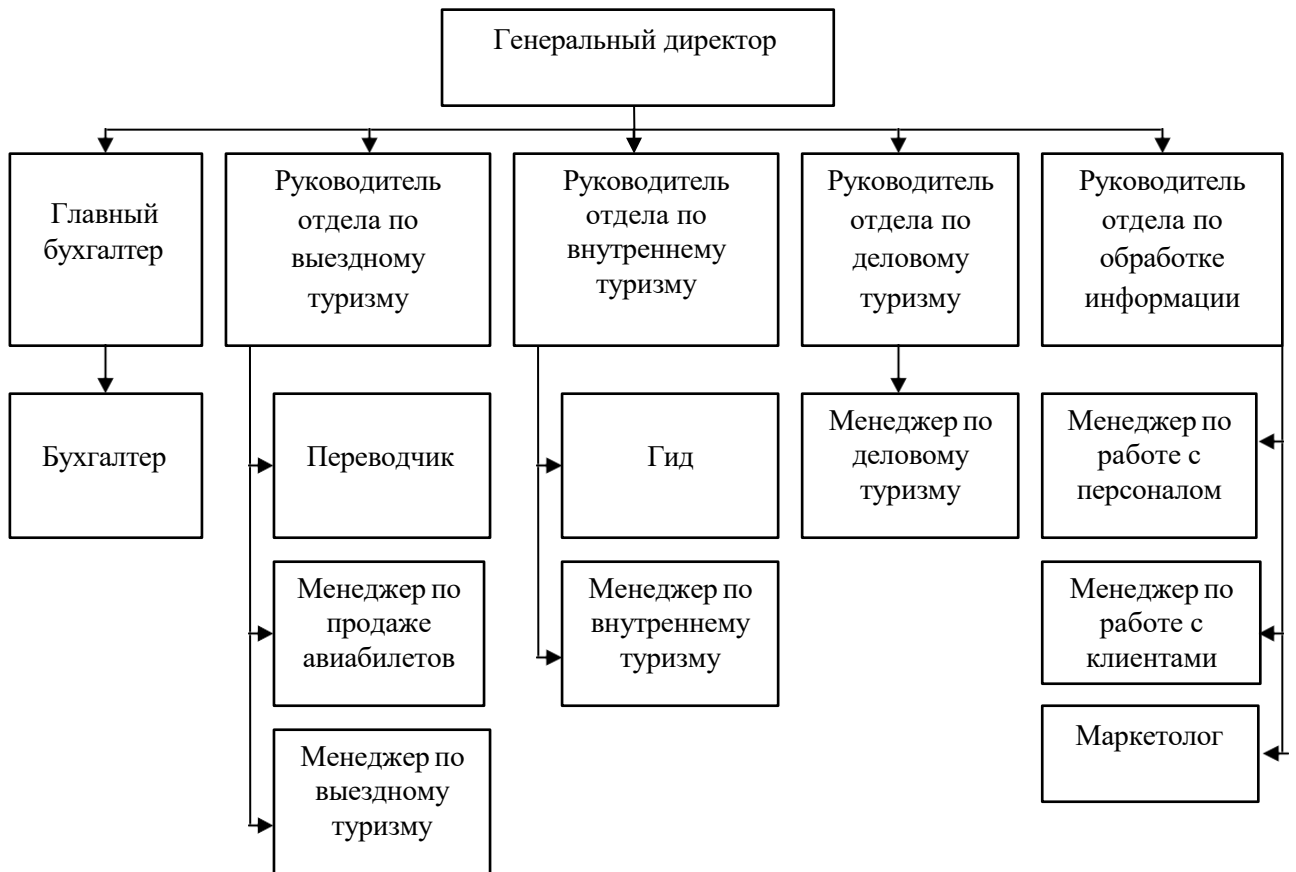 Генеральный директор
Главный
бухгалтер
Руководитель
отдела по
выездному
туризму
Руководитель
отдела по
внутреннему
туризму
Руководитель
отдела по
деловому
туризму
Руководитель
отдела по
обработке
информации
Бухгалтер
Переводчик
Гид
Менеджер по
деловому
туризму
Менеджер по
работе с
персоналом
Менеджер по
продаже
авиабилетов
Менеджер по
внутреннему
туризму
Менеджер по
работе с
клиентами
Маркетолог
Менеджер по
выездному
туризму